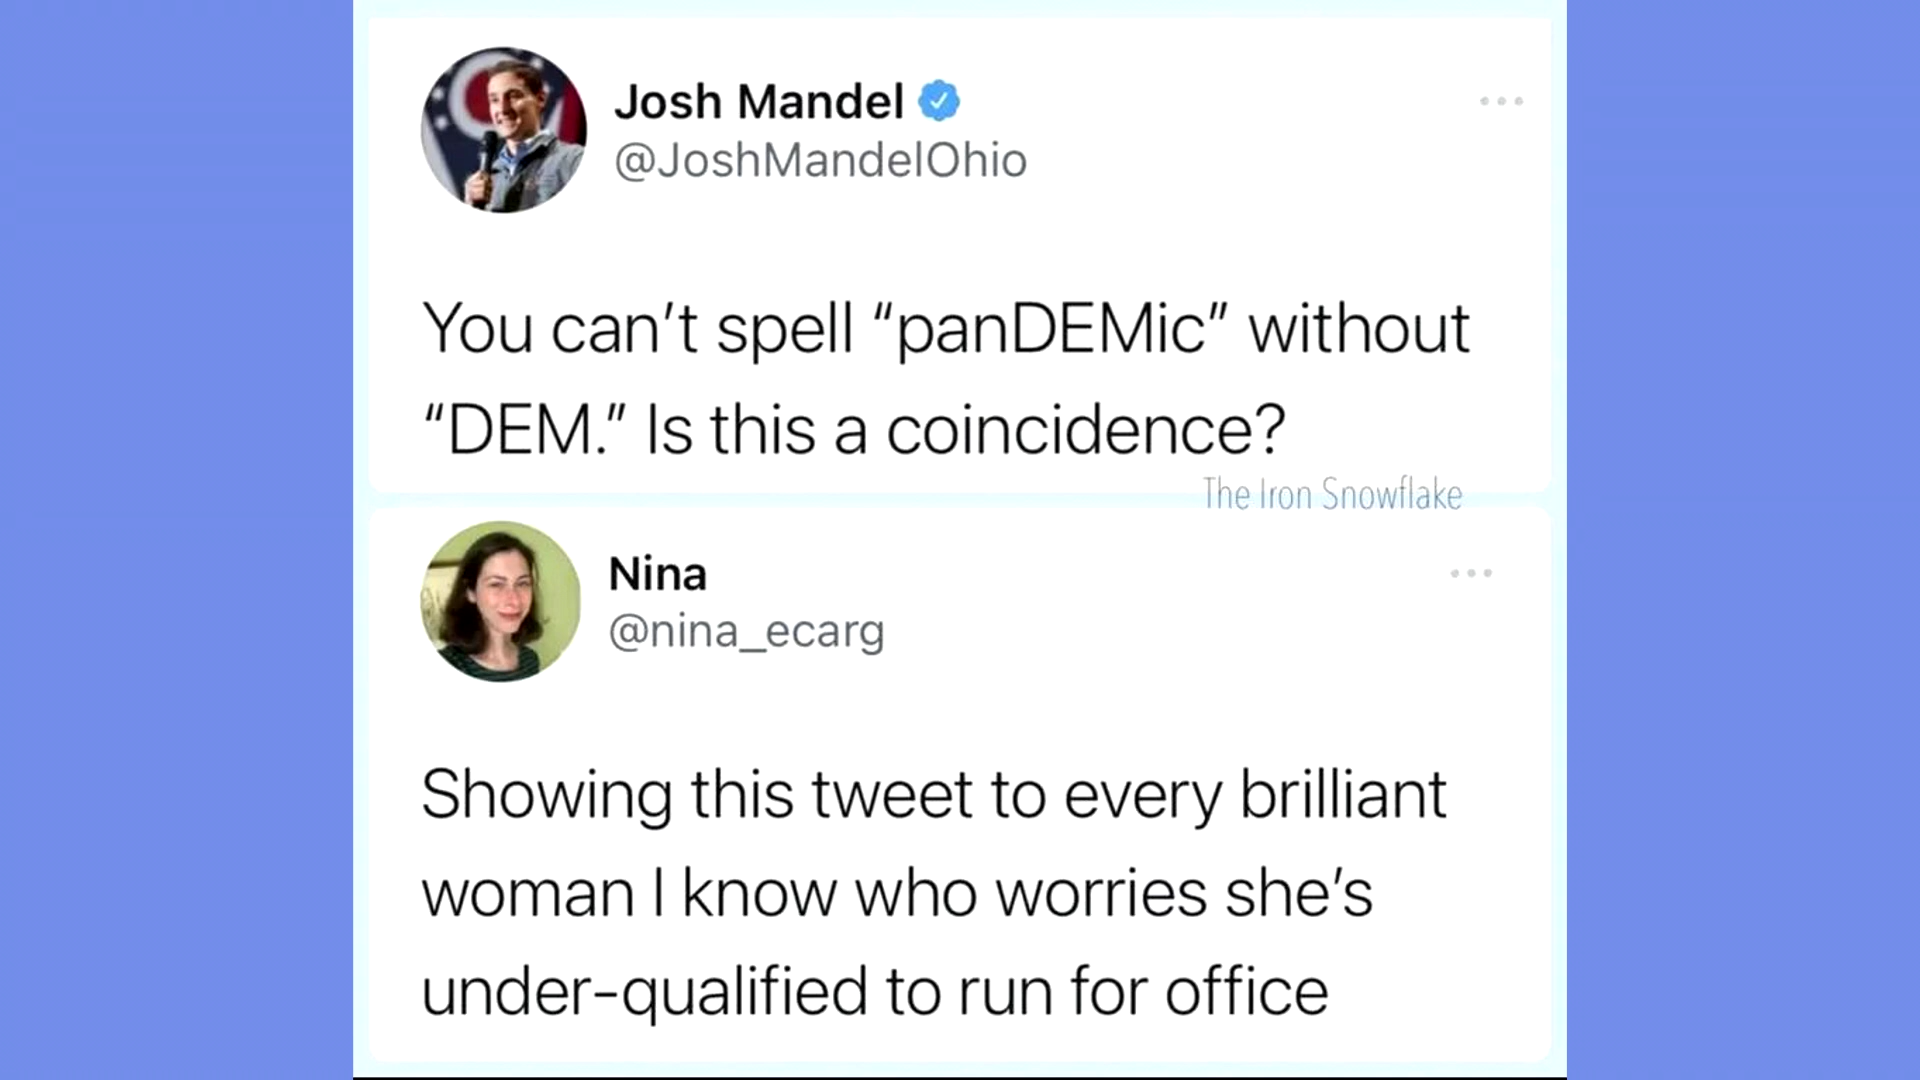 Josh Mandel
@JoshMandelOhio
You can’t spell “panDEMic” without
“DEM.” Is this a coincidence?
The Iron Snowflake
Nina
@nina_ecarg
Showing this tweet to every brilliant
woman I know who worries she’s
under-qualified to run for office